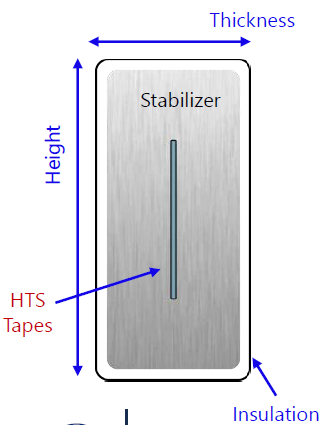 Thickness
Stabilizer
Height
HTS
Tapes
Insulation